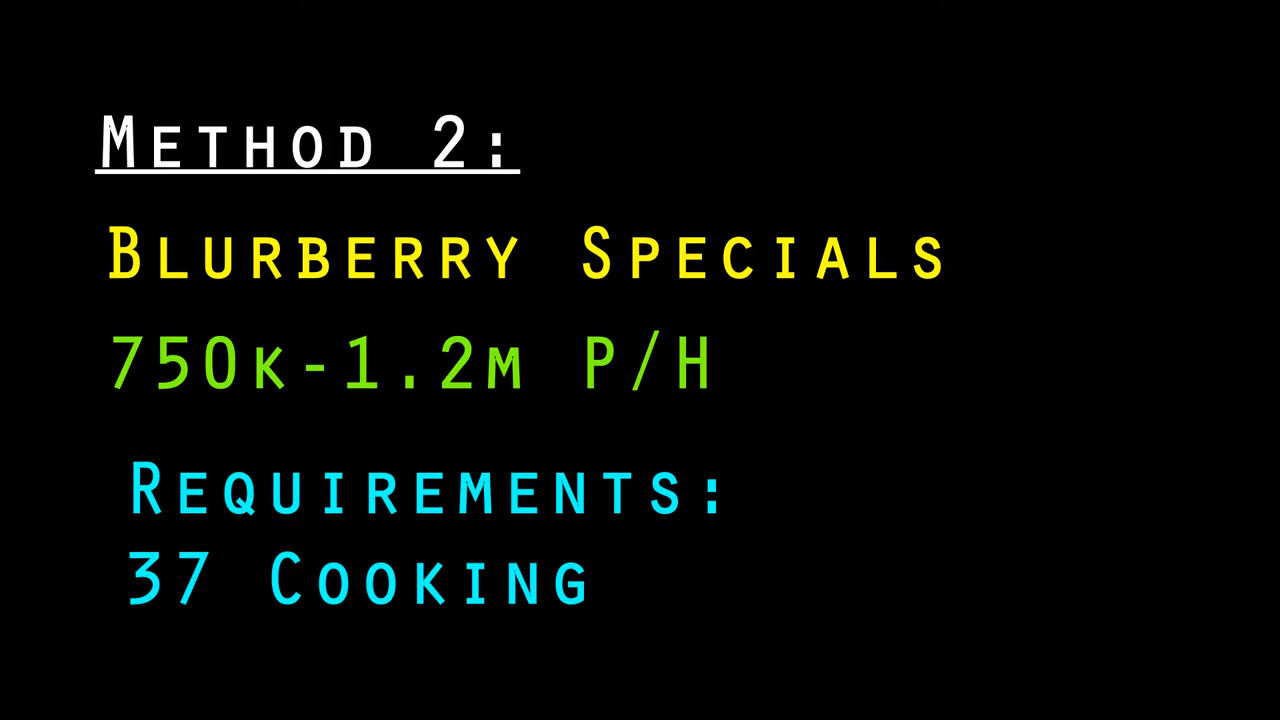 Method 2:
Blurberry Specials
750k-1.2m P/H
Requirements:
37 Cooking